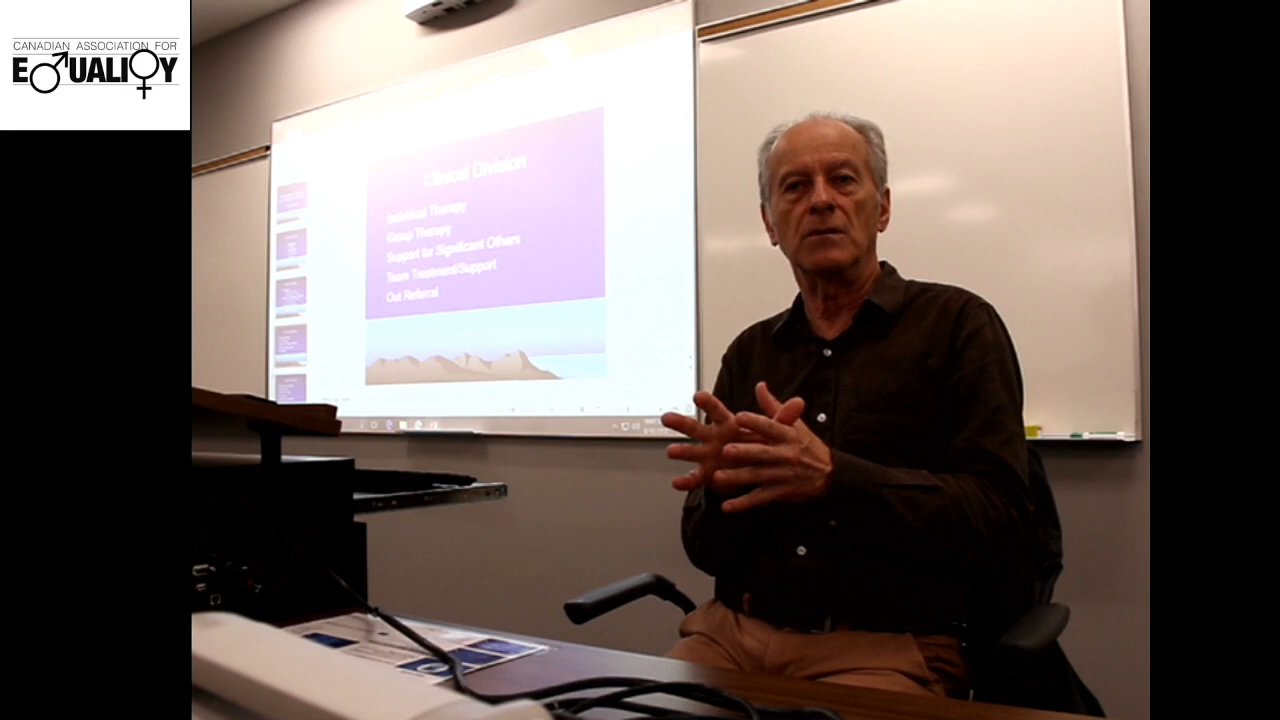 CANADIAN ASSOCIATION FOR
EQUALITY
Clinical Division
Individual Therapy
Group Therapy
Support for Significant Others
Team Treatment/Support
Out Referral